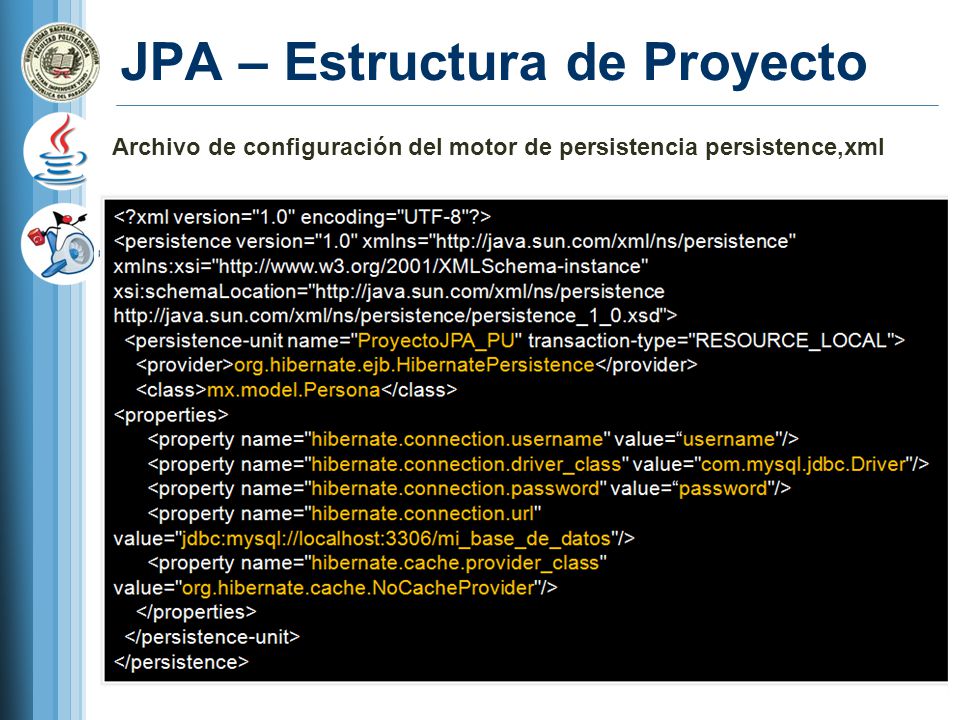 JPA – Estructura de Proyecto
Archivo de configuración del motor de persistencia persistence,xml
<?xml version="1.0" encoding="UTF-8"?>
<persistence version="1.0" xmlns="http://java.sun.com/xml/ns/persistence"
xmlns:xsi="http://www.w3.org/2001/XMLSchema-instance"
xsi:schemaLocation="http://java.sun.com/xml/ns/persistence
http://java.sun.com/xml/ns/persistence/persistence_1_0.xsd">
<persistence-unit name="ProyectoJPA_PU" transaction-type="RESOURCE_LOCAL">
<provider>org.hibernate.ejb.HibernatePersistence</provider>
<class>mx.model.Persona</class>
<properties>
<property name="hibernate.connection.username" value=“username"/>
<property name="hibernate.connection.driver_class" value="com.mysql.jdbc.Driver"/>
<property name="hibernate.connection.password" value=“password"/>
<property name="hibernate.connection.url"
value="jdbc:mysql://localhost:3306/mi_base_de_datos"/>
<property name="hibernate.cache.provider_class"
value="org.hibernate.cache.NoCacheProvider"/>
</properties>
</persistence-unit>
</persistence>